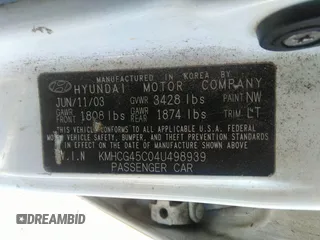 MANUFACTURED IN KOREA BY
HYUNDAI MOTOR COMPANY
JUN/11/03 GVWR 3428 lbs PAINT NW
GAWR FRONT 1808 lbs GAWR REAR 1874 lbs TRIM LT
THIS VEHICLE CONFORMS TO ALL APPLICABLE
U.S. FEDERAL MOTOR VEHICLE
SAFETY, BUMPER, AND THEFT PREVENTION STANDARDS
IN EFFECT ON THE DATE OF MANUFACTURE SHOWN ABOVE.
V.I.N KMHCG45C04U498939
PASSENGER CAR
DREAMBID